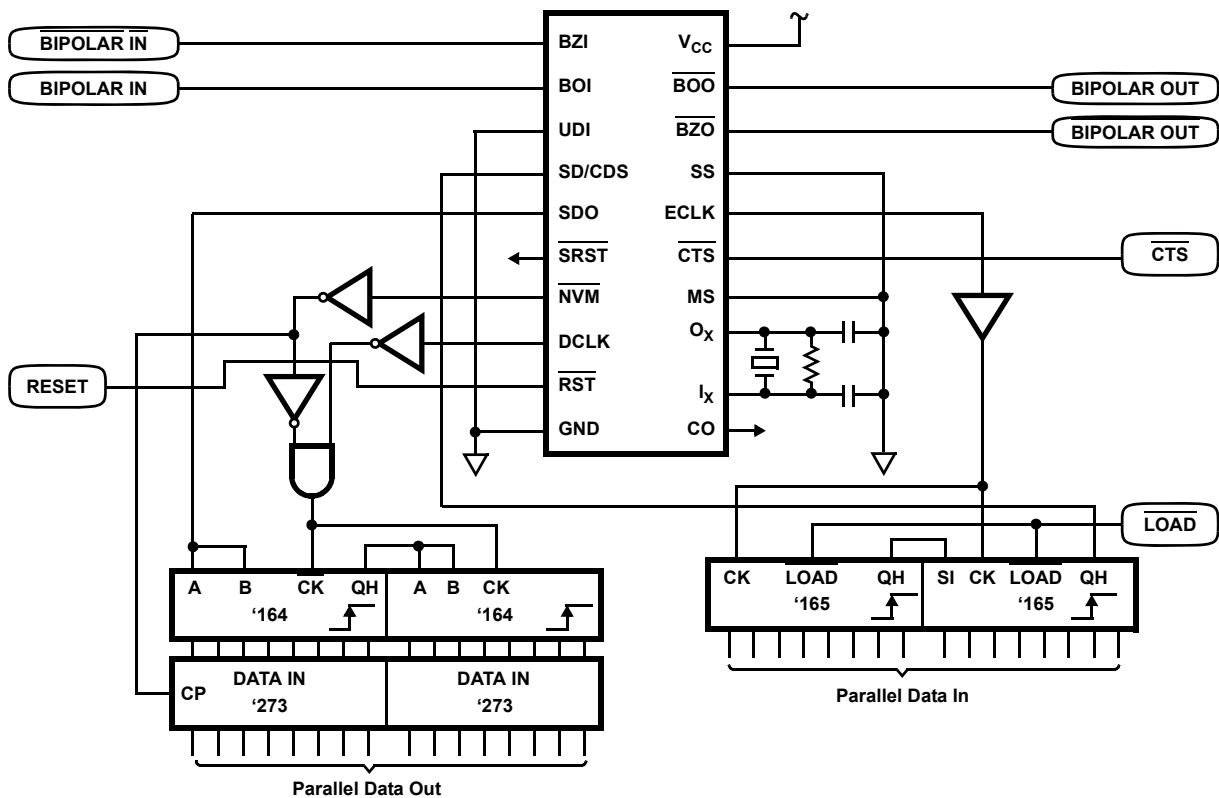 BIPOLAR IN
BIPOLAR IN
RESET
BZI
BOI
UDI
SD/CDS
SDO
SRST
NVM
DCLK
RST
GND
VCC
BOO
BZO
SS
ECLK
CTS
MS
OX
IX
CO
BIPOLAR OUT
BIPOLAR OUT
CTS
LOAD
A B CK QH A B CK
‘164 ‘164
DATA IN DATA IN
CP
‘273 ‘273
Parallel Data Out
CK LOAD QH SI CK LOAD QH
‘165 ‘165
Parallel Data In